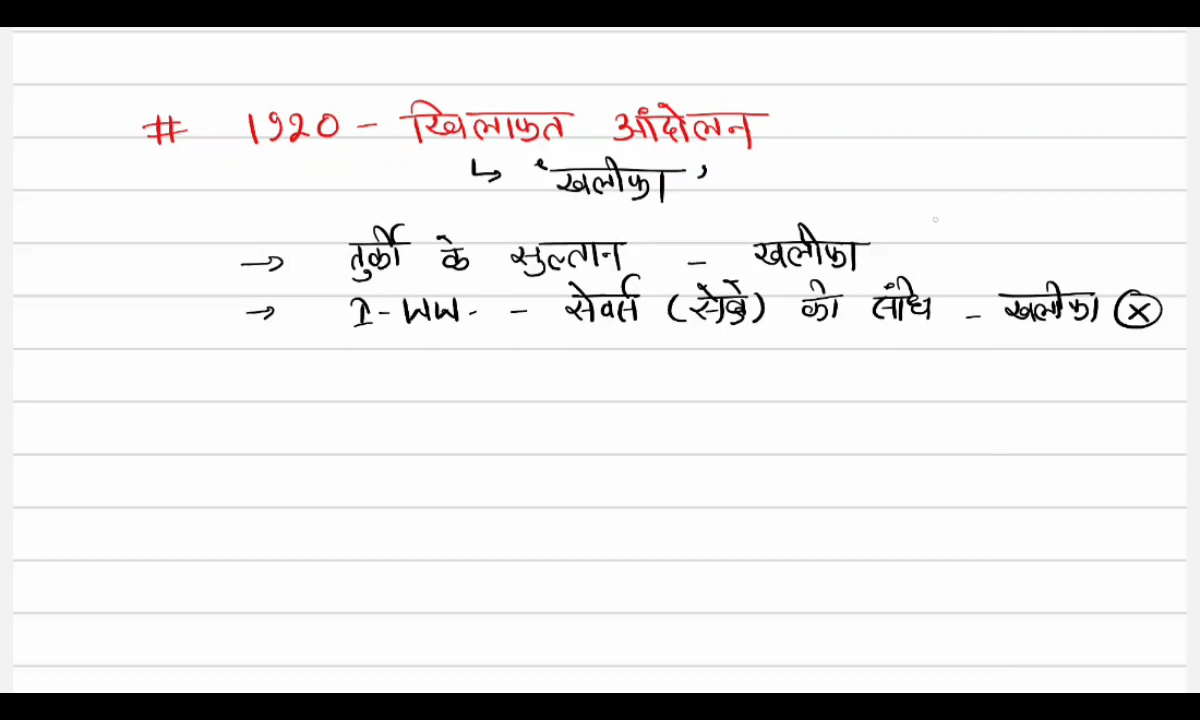 # 1920 - खिलाफत आंदोलन
↳ 'खलीफा'
→ तुर्की के सुल्तान - खलीफा
→ I-WW- - सेवर्स (सेव्रे) की संधि - खलीफा ⓧ